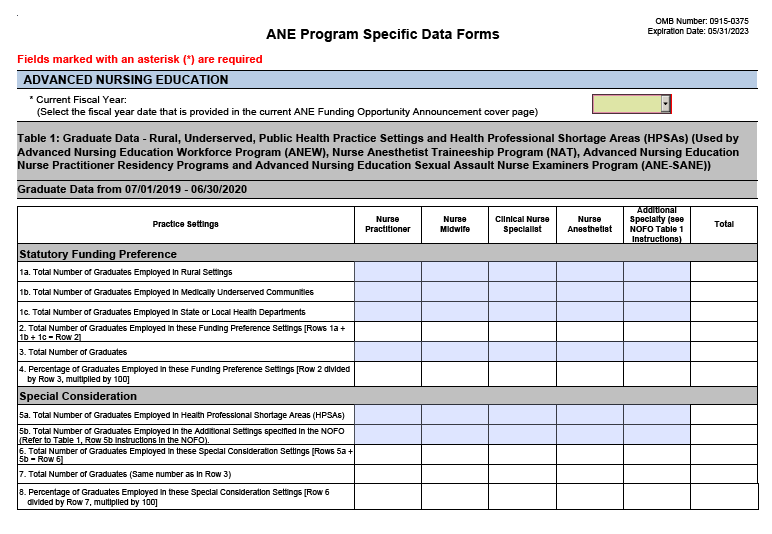 OMB Number: 0915-0375
Expiration Date: 05/31/2023
ANE Program Specific Data Forms
Fields marked with an asterisk (*) are required
ADVANCED NURSING EDUCATION
* Current Fiscal Year:
(Select the fiscal year date that is provided in the current ANE Funding Opportunity Announcement cover page)
Table 1: Graduate Data - Rural, Underserved, Public Health Practice Settings and Health Professional Shortage Areas (HPSAs) (Used by
Advanced Nursing Education Workforce Program (ANEW), Nurse Anesthetist Traineeship Program (NAT), Advanced Nursing Education
Nurse Practitioner Residency Programs and Advanced Nursing Education Sexual Assault Nurse Examiners Program (ANE-SANE))
Graduate Data from 07/01/2019 - 06/30/2020
Practice Settings
Nurse
Practitioner
Nurse
Midwife
Clinical Nurse
Specialist
Nurse
Anesthetist
Additional
Specialty (see
NOFO Table 1
Instructions)
Total
Statutory Funding Preference
1a. Total Number of Graduates Employed in Rural Settings
1b. Total Number of Graduates Employed in Medically Underserved Communities
1c. Total Number of Graduates Employed in State or Local Health Departments
2. Total Number of Graduates Employed in these Funding Preference Settings [Rows 1a +
1b + 1c = Row 2]
3. Total Number of Graduates
4. Percentage of Graduates Employed in these Funding Preference Settings [Row 2 divided
by Row 3, multiplied by 100]
Special Consideration
5a. Total Number of Graduates Employed in Health Professional Shortage Areas (HPSAs)
5b. Total Number of Graduates Employed in the Additional Settings specified in the NOFO
(Refer to Table 1, Row 5b Instructions in the NOFO).
6. Total Number of Graduates Employed in these Special Consideration Settings [Rows 5a +
5b = Row 6]
7. Total Number of Graduates (Same number as in Row 3)
8. Percentage of Graduates Employed in these Special Consideration Settings [Row 6
divided by Row 7, multiplied by 100]